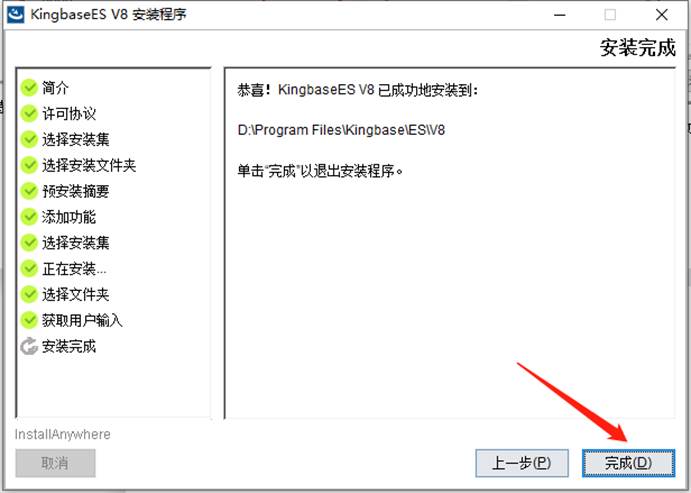 KingbaseES V8 安装程序
安装完成
简介
许可协议
选择安装集
选择安装文件夹
预安装摘要
添加功能
选择安装集
正在安装...
选择文件夹
获取用户输入
安装完成
恭喜！KingbaseES V8 已成功地安装到：
D:\Program Files\Kingbase\ES\V8
单击“完成”以退出安装程序。
InstallAnywhere
取消
上一步(P)
完成(D)